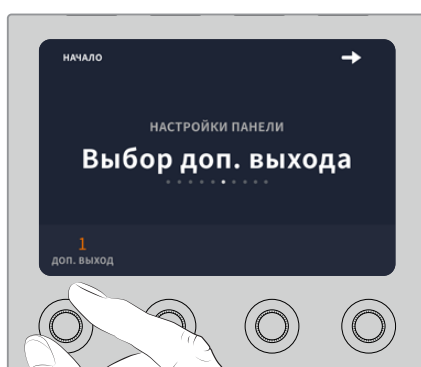 НАЧАЛО
НАСТРОЙКИ ПАНЕЛИ
Выбор доп. выхода
1
ДОП. ВЫХОД